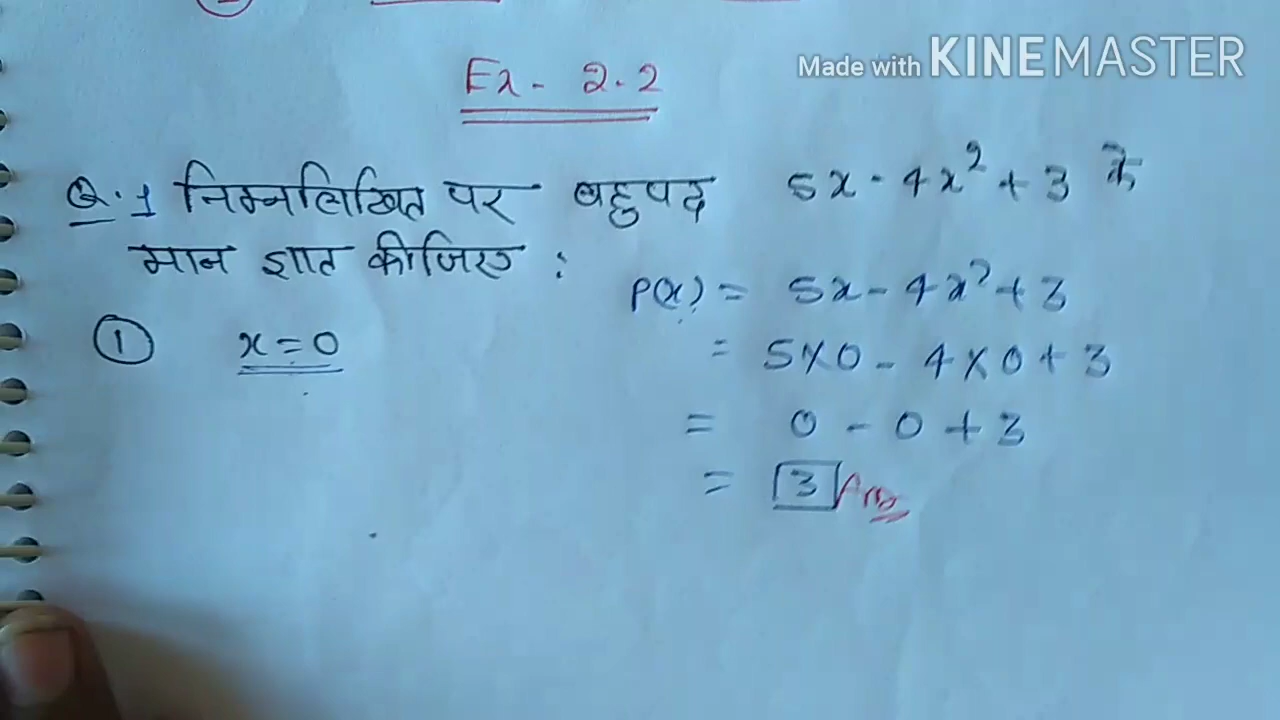 Made with KINEMASTER
Ex - 2.2
Q.1 निम्नलिखित पर बहुपद 5x - 4x² + 3 के
मान ज्ञात कीजिए :
① x = 0
P(x) = 5x - 4x² + 3
= 5×0 - 4×0 + 3
= 0 - 0 + 3
= 3 Ans